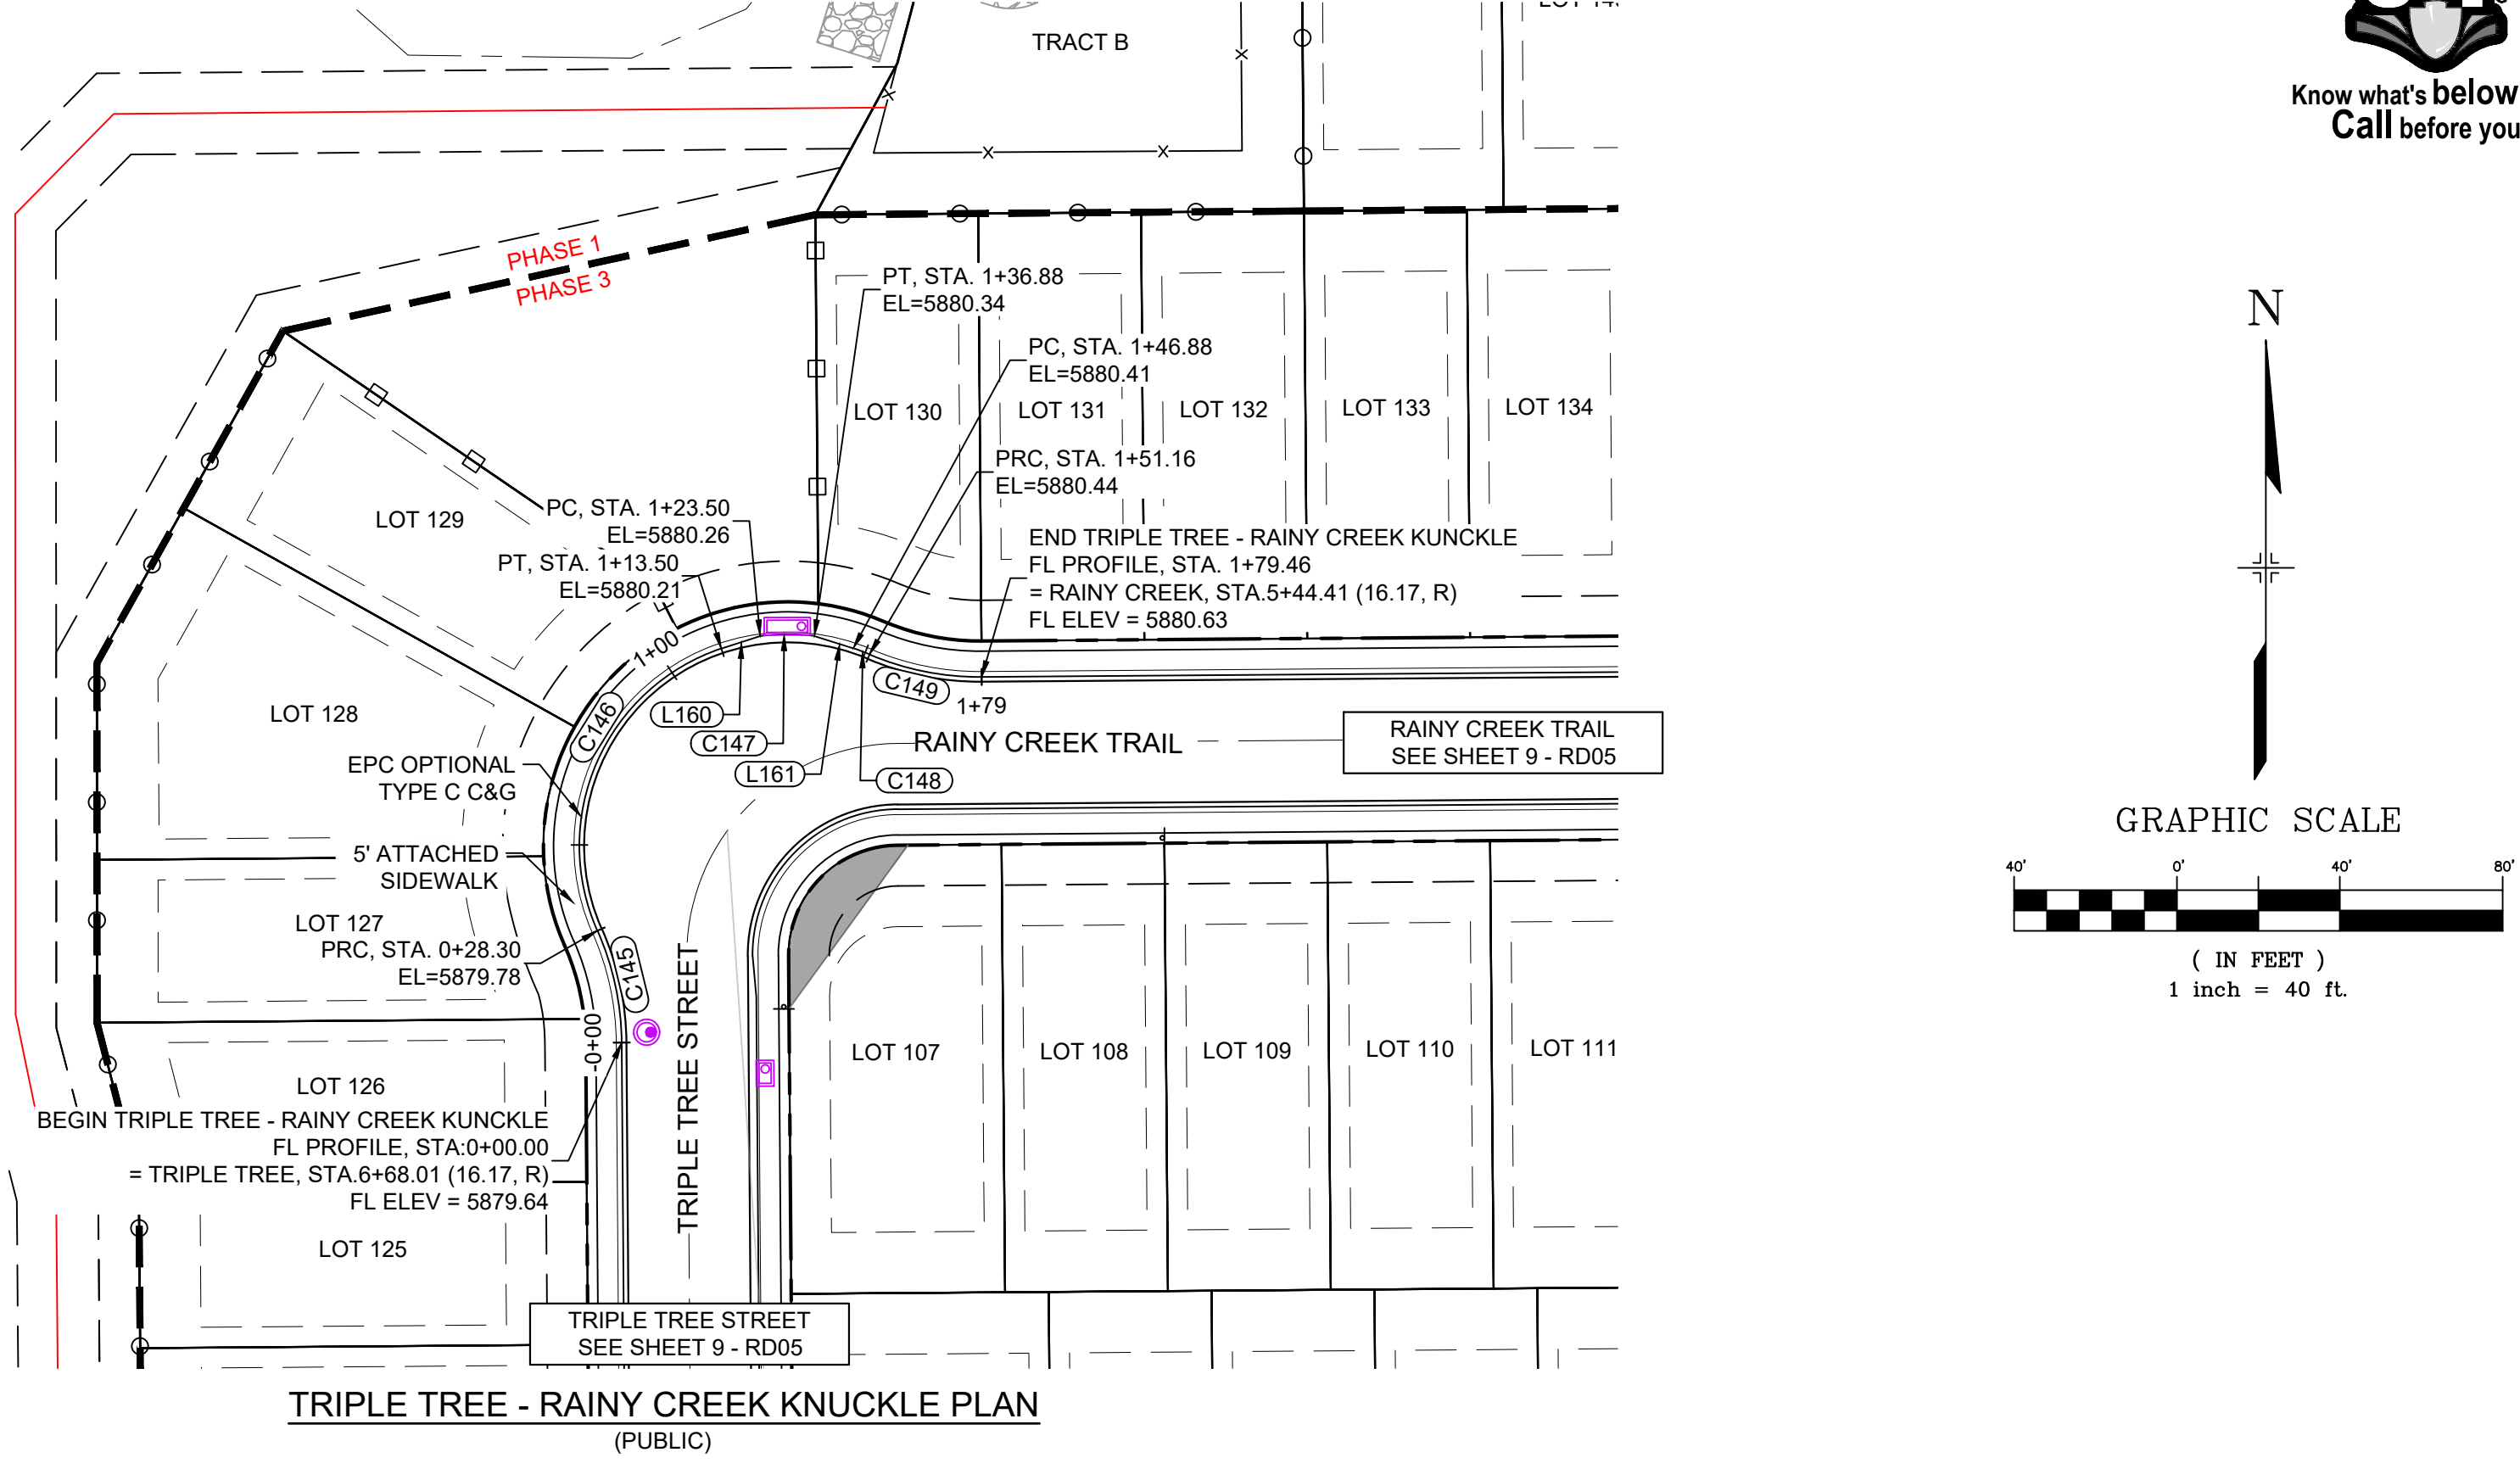 TRACT B
Know what's below
Call before you
PHASE 1
PHASE 3
N
PT, STA. 1+36.88
EL=5880.34
PC, STA. 1+46.88
EL=5880.41
LOT 130
LOT 131
LOT 132
LOT 133
LOT 134
PRC, STA. 1+51.16
EL=5880.44
LOT 129
PC, STA. 1+23.50
EL=5880.26
PT, STA. 1+13.50
EL=5880.21
END TRIPLE TREE - RAINY CREEK KUNCKLE
FL PROFILE, STA. 1+79.46
= RAINY CREEK, STA.5+44.41 (16.17, R)
FL ELEV = 5880.63
1+00
C149
1+79
C146
L160
C147
L161
C148
LOT 128
RAINY CREEK TRAIL
RAINY CREEK TRAIL
SEE SHEET 9 - RD05
EPC OPTIONAL
TYPE C C&G
5' ATTACHED
SIDEWALK
GRAPHIC SCALE
40'
0'
40'
80'
( IN FEET )
1 inch = 40 ft.
LOT 127
PRC, STA. 0+28.30
EL=5879.78
C145
TRIPLE TREE STREET
-0+00
LOT 107
LOT 108
LOT 109
LOT 110
LOT 111
LOT 126
BEGIN TRIPLE TREE - RAINY CREEK KUNCKLE
FL PROFILE, STA:0+00.00
= TRIPLE TREE, STA.6+68.01 (16.17, R)
FL ELEV = 5879.64
LOT 125
TRIPLE TREE STREET
SEE SHEET 9 - RD05
TRIPLE TREE - RAINY CREEK KNUCKLE PLAN
(PUBLIC)